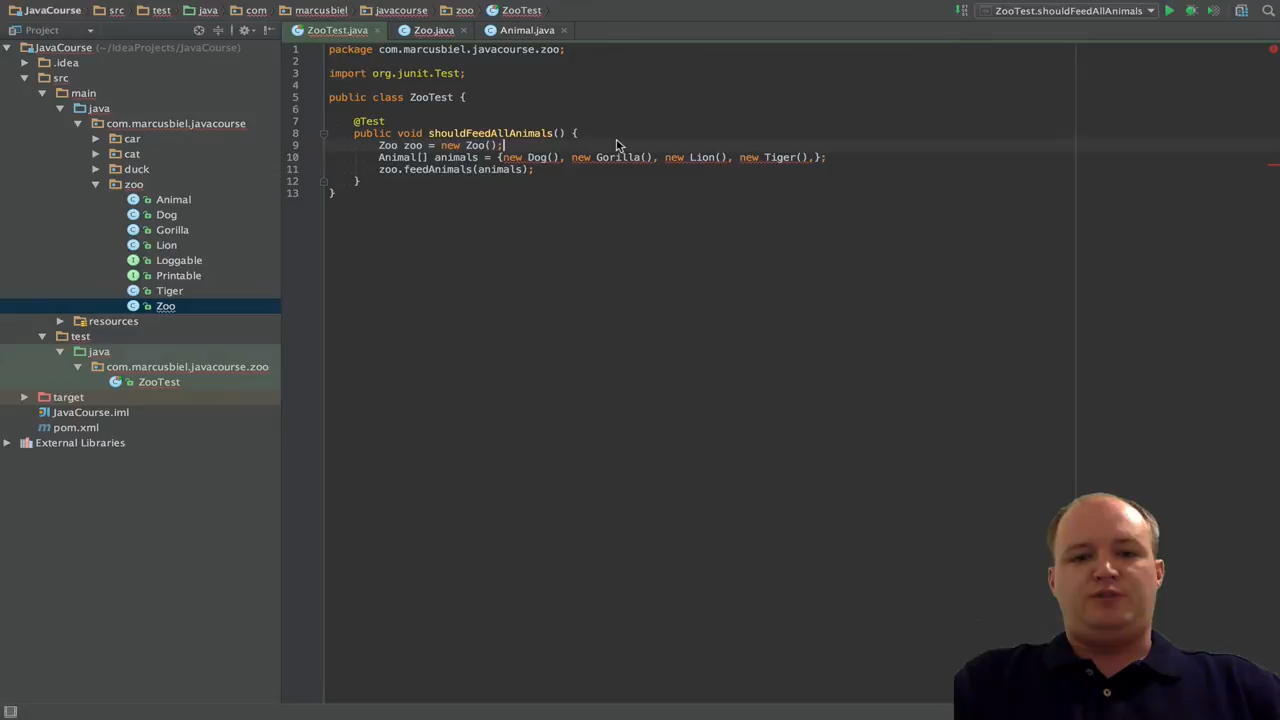 JavaCourse src test java com marcusbiel javacourse zoo ZooTest ZooTest.shouldFeedAllAnimals
Project ZooTest.java Zoo.java Animal.java
JavaCourse (~/IdeaProjects/JavaCourse)
.idea
src
main
java
com.marcusbiel.javacourse
car
cat
duck
zoo
Animal
Dog
Gorilla
Lion
Loggable
Printable
Tiger
Zoo
resources
test
java
com.marcusbiel.javacourse.zoo
ZooTest
target
JavaCourse.iml
pom.xml
External Libraries
1 package com.marcusbiel.javacourse.zoo;
2
3 import org.junit.Test;
4
5 public class ZooTest {
6
7 @Test
8 public void shouldFeedAllAnimals() {
9 Zoo zoo = new Zoo();
10 Animal[] animals = {new Dog(), new Gorilla(), new Lion(), new Tiger(),};
11 zoo.feedAnimals(animals);
12 }
13 }